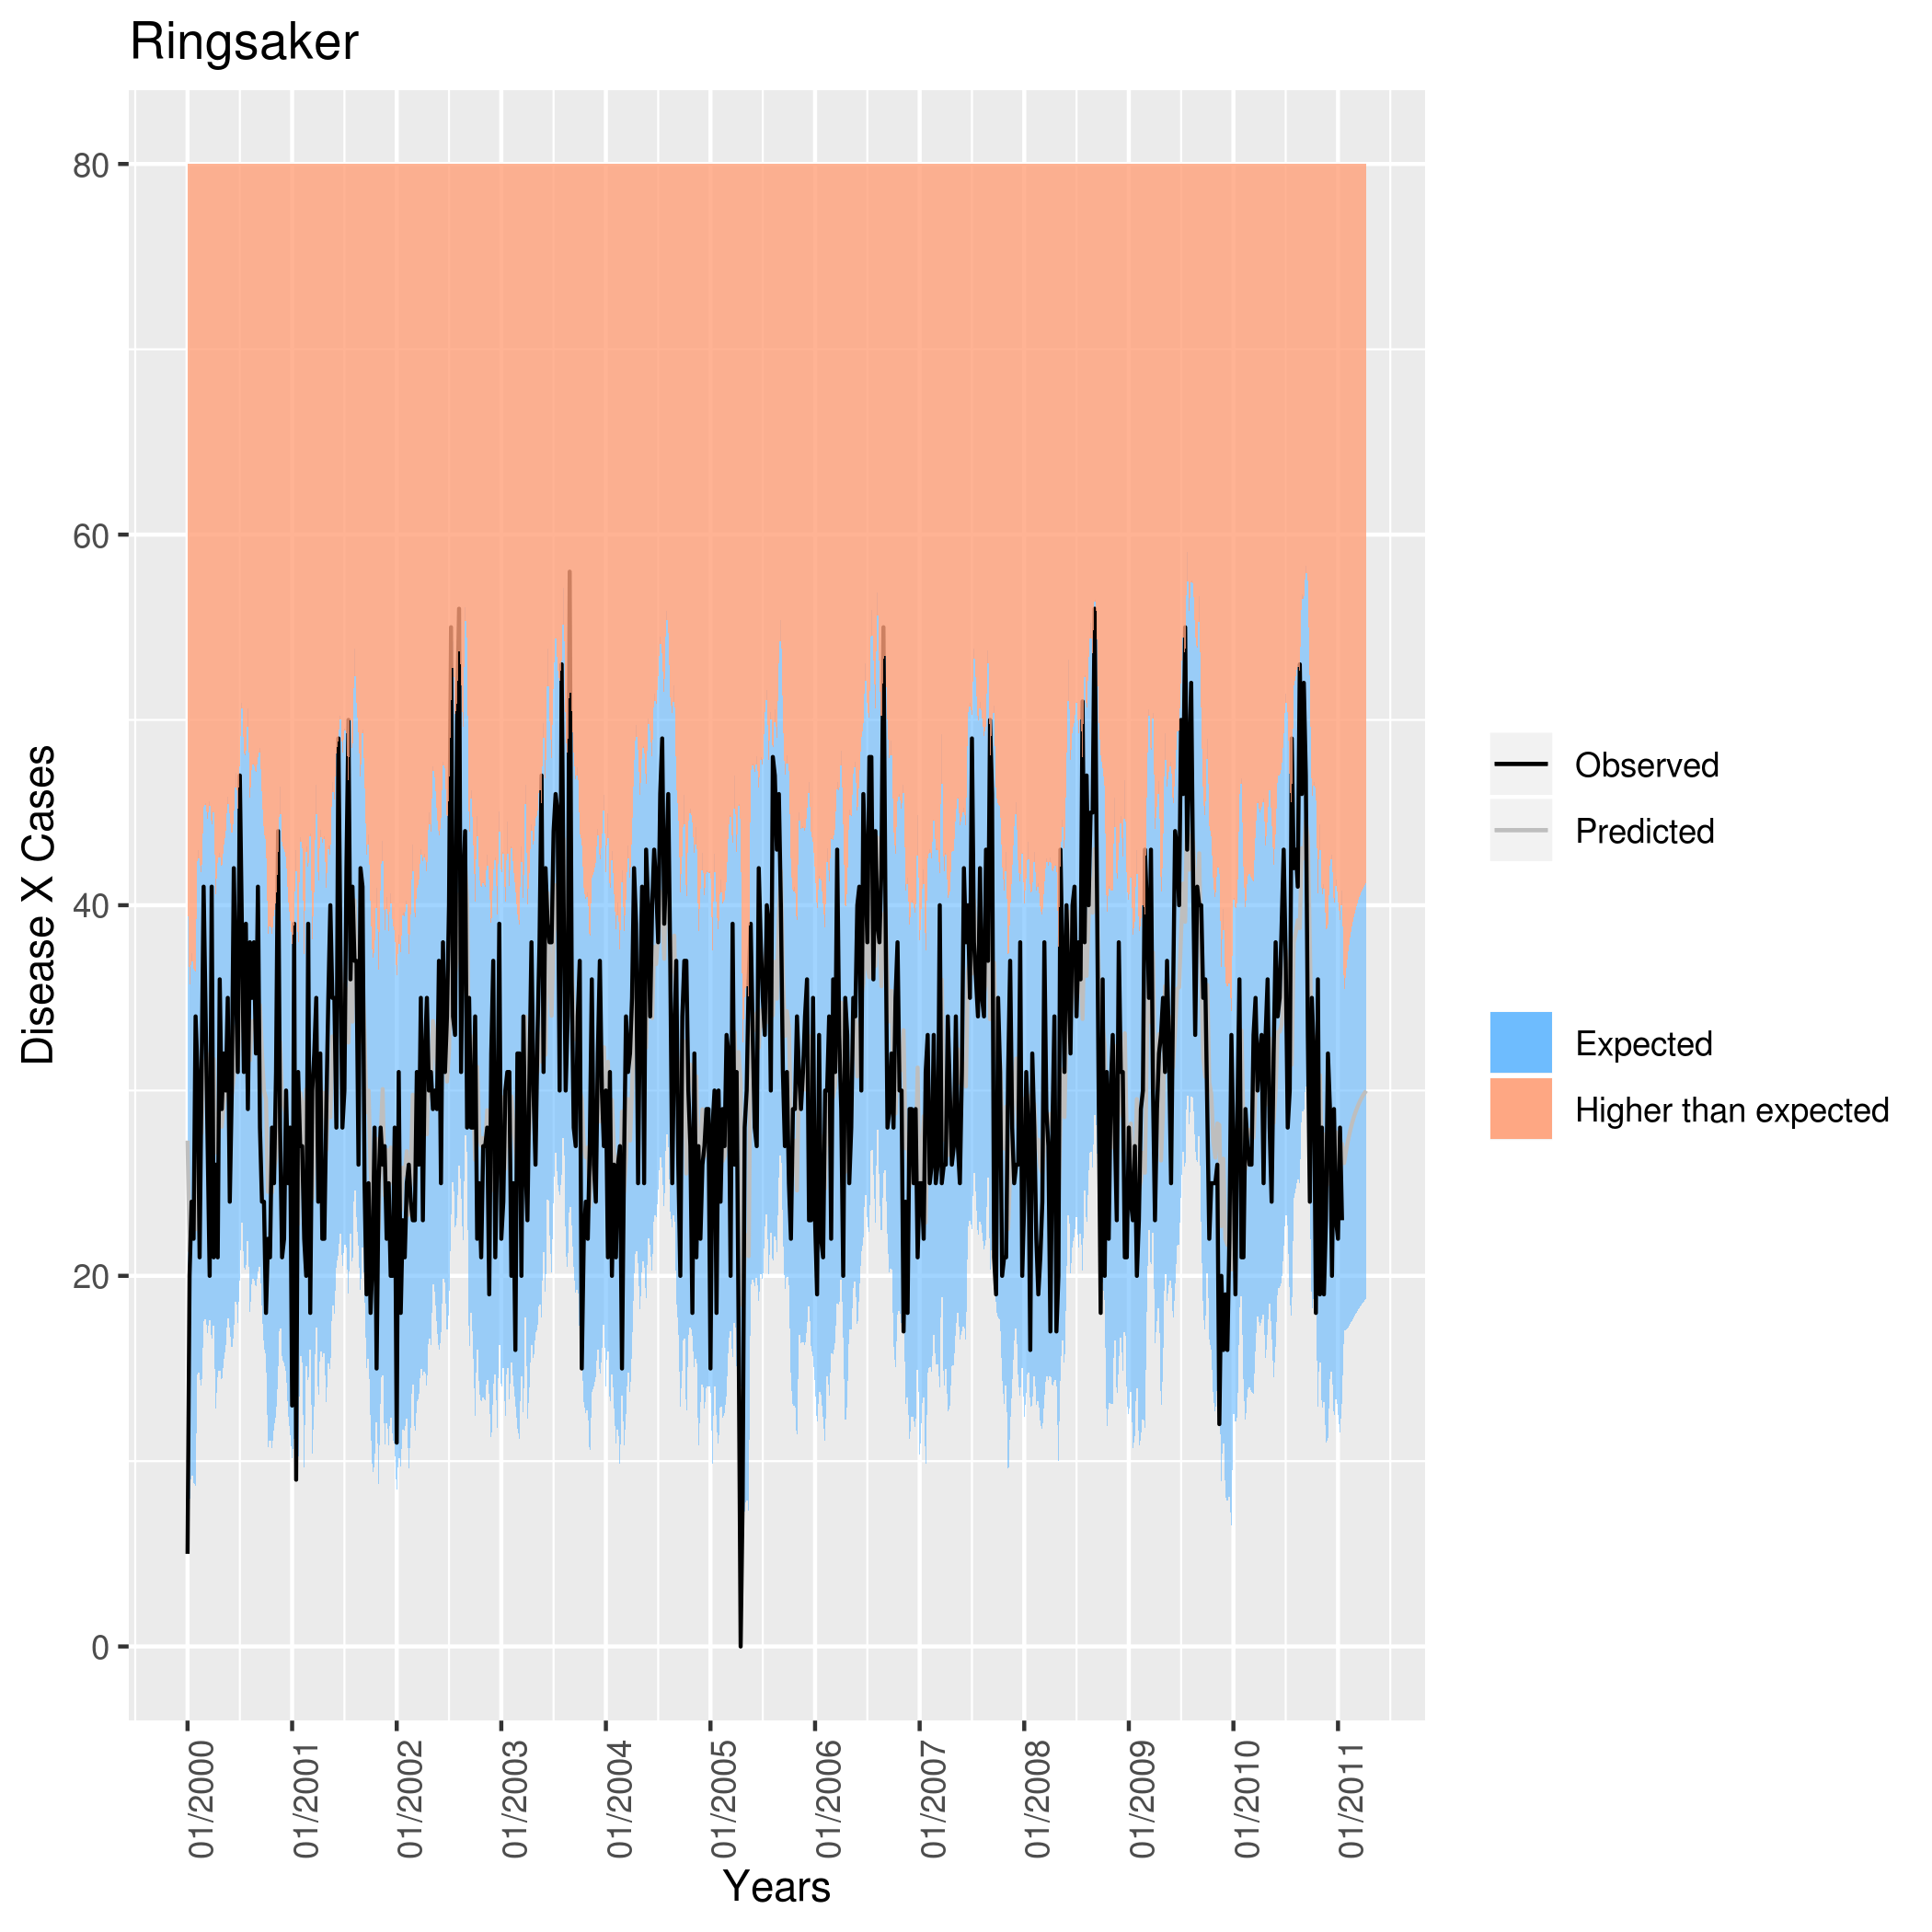 Ringsaker
Disease X Cases
80
60
40
20
0
01/2000
01/2001
01/2002
01/2003
01/2004
01/2005
01/2006
01/2007
01/2008
01/2009
01/2010
01/2011
Years
Observed
Predicted
Expected
Higher than expected